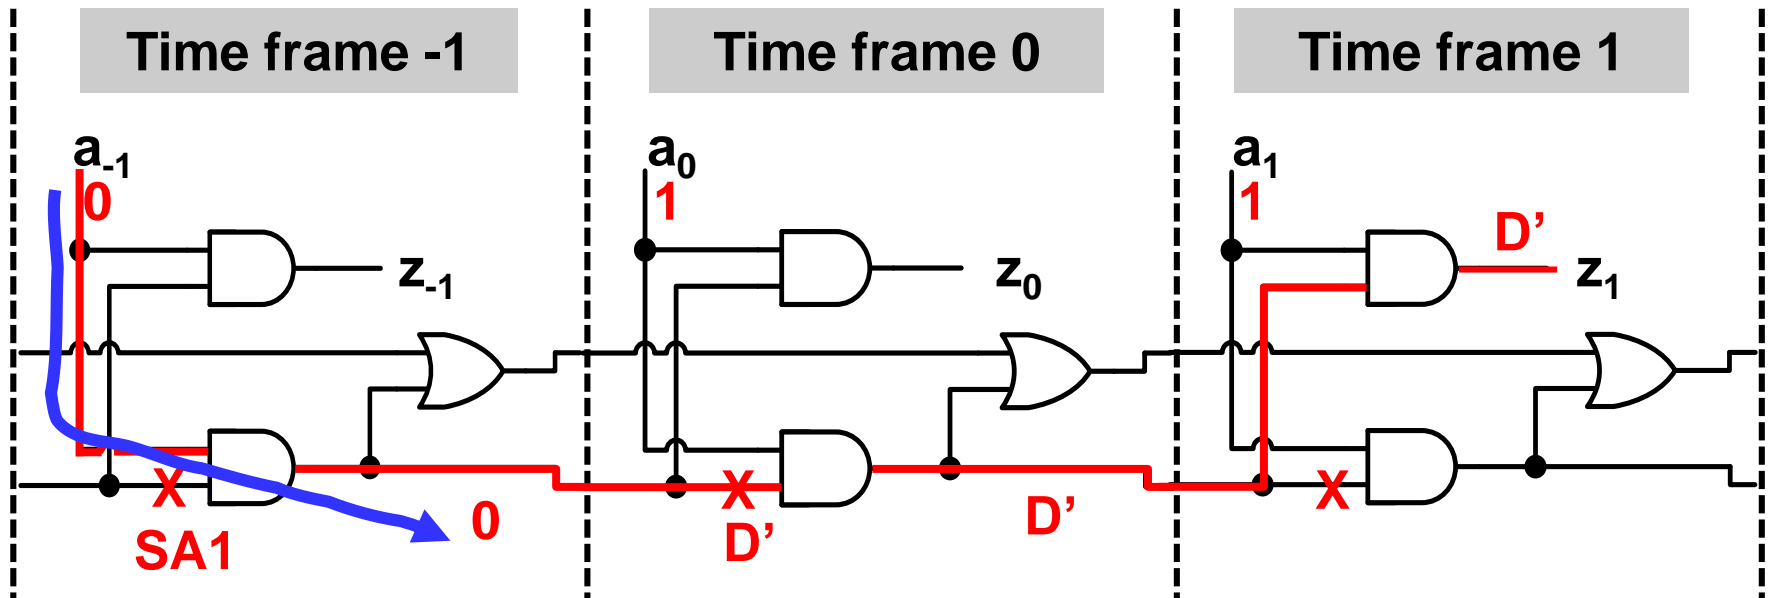 Time frame -1
Time frame 0
Time frame 1
a-1
a0
a1
0
1
1
D’
z-1
z0
z1
X
X
X
0
D’
D’
SA1